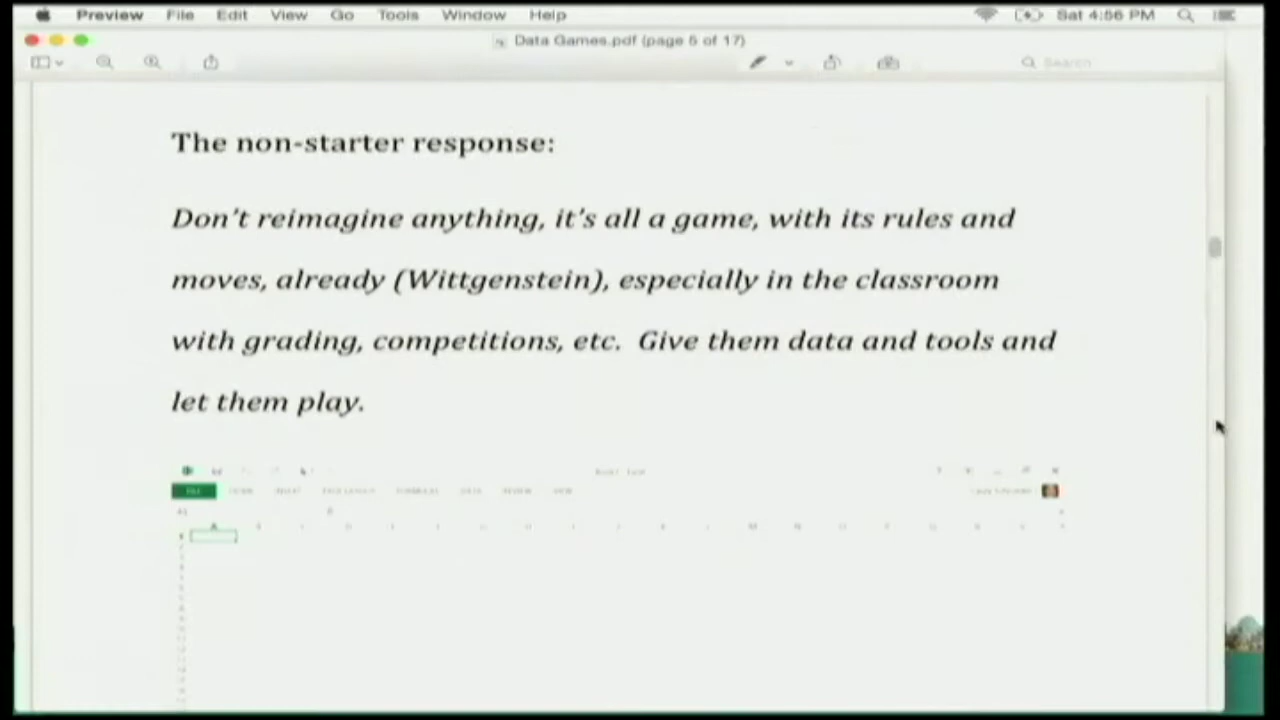 Preview File Edit View Go Tools Window Help Sat 4:56 PM
Data Games.pdf (page 5 of 17)
Search
The non-starter response:
Don't reimagine anything, it's all a game, with its rules and
moves, already (Wittgenstein), especially in the classroom
with grading, competitions, etc. Give them data and tools and
let them play.